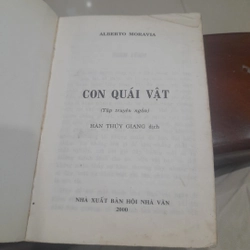 ALBERTO MORAVIA
CON QUÁI VẬT
(Tập truyện ngắn)
HÀN THỦY GIANG dịch
NHÀ XUẤT BẢN HỘI NHÀ VĂN
2000